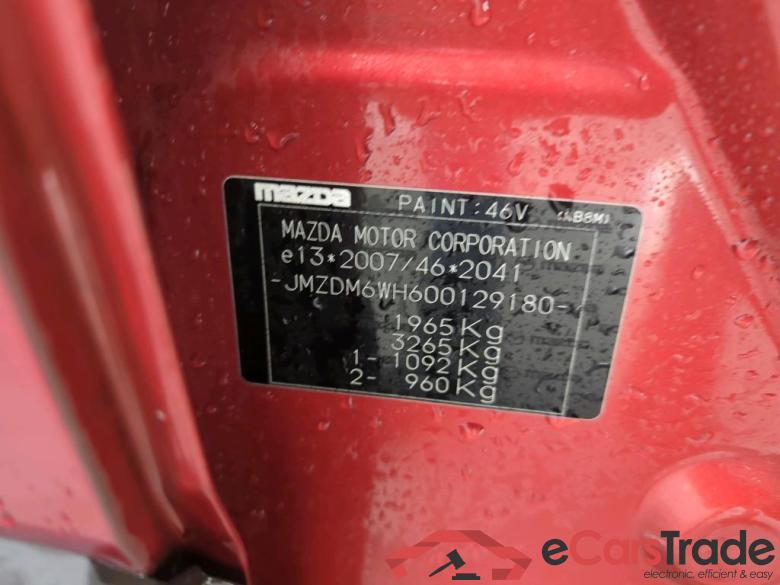 mazda PAINT:46V
MAZDA MOTOR CORPORATION
e13*2007/46*2041
-JMZDM6WH600129180-
1965Kg
3265Kg
1- 1092Kg
2- 960Kg
eCarsTrade
electronic, efficient & easy